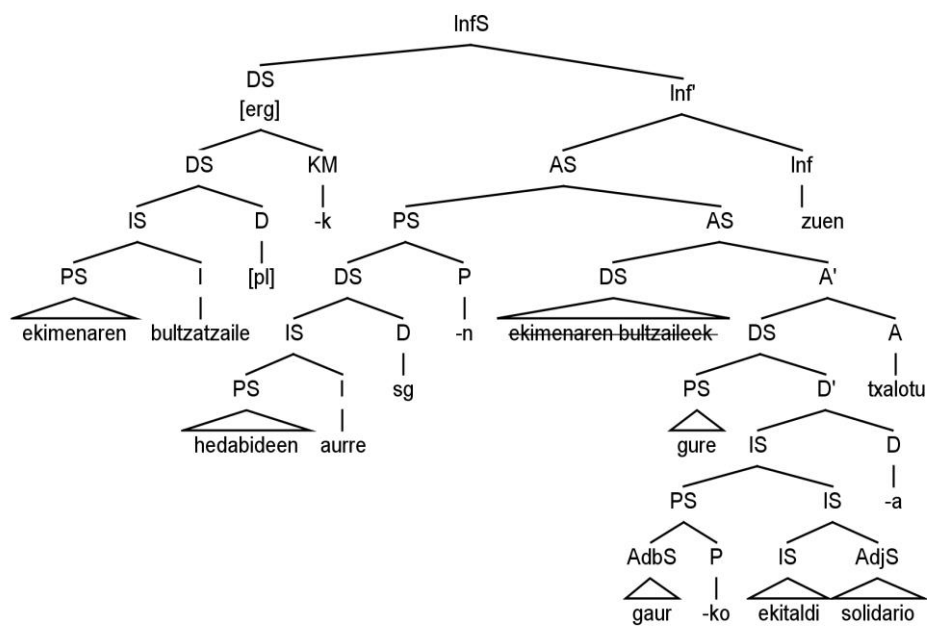 InfS
DS Inf'
[erg]
DS KM AS Inf
IS D -k PS AS zuen
PS I [pl] DS P DS A'
ekimenaren bultzatzaile IS D -n ekimenaren bultzaileek DS A
PS I sg PS D' txalotu
hedabideen aurre gure IS D
PS IS -a
AdbS P IS AdjS
gaur -ko ekitaldi solidario